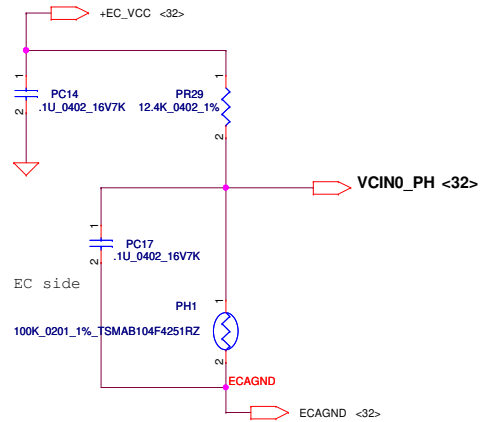 +EC_VCC <32>
1
1
PC14
.1U_0402_16V7K
2
PR29
12.4K_0402_1%
2
VCIN0_PH <32>
1
PC17
.1U_0402_16V7K
2
EC side
PH1
1
100K_0201_1%_TSMAB104F4251RZ
2
ECAGND
ECAGND <32>